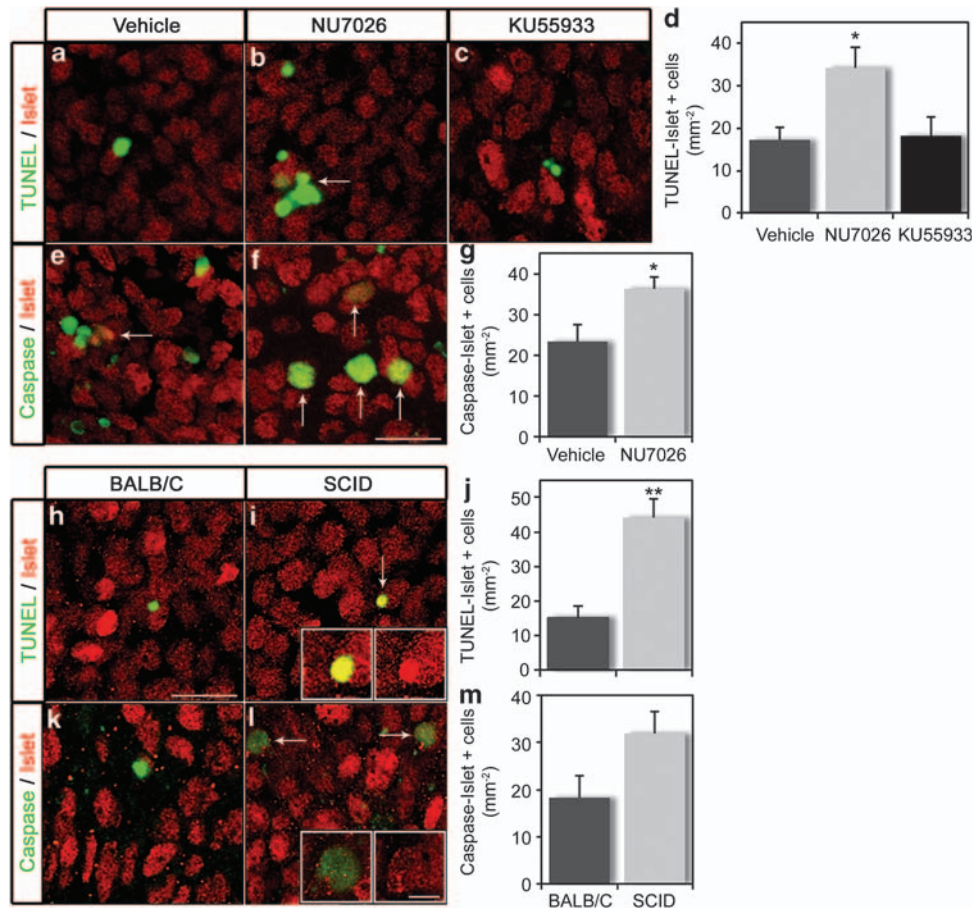 Vehicle NU7026 KU55933
TUNEL / Islet
a
b
c
d
TUNEL-Islet + cells
(mm-2)
40
30
20
10
0
*
Vehicle NU7026 KU55933
Caspase / Islet
e
f
g
Caspase-Islet + cells
(mm-2)
40
30
20
10
0
*
Vehicle NU7026
BALB/C SCID
TUNEL / Islet
h
i
j
TUNEL-Islet + cells
(mm-2)
50
40
30
20
10
0
**
Caspase / Islet
k
l
m
Caspase-Islet + cells
(mm-2)
40
30
20
10
0
BALB/C SCID